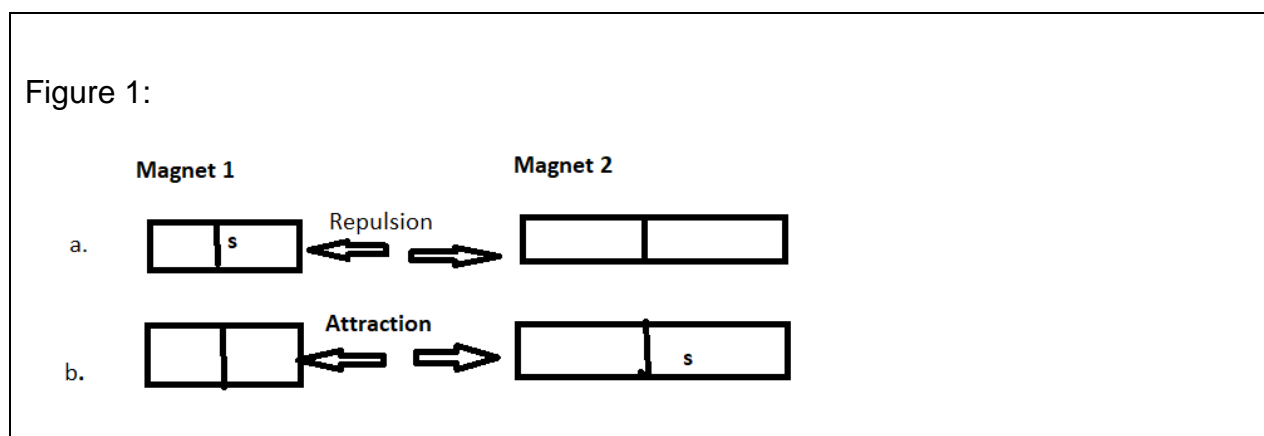 Figure 1:
Magnet 1 Magnet 2
a. s Repulsion
b. Attraction s